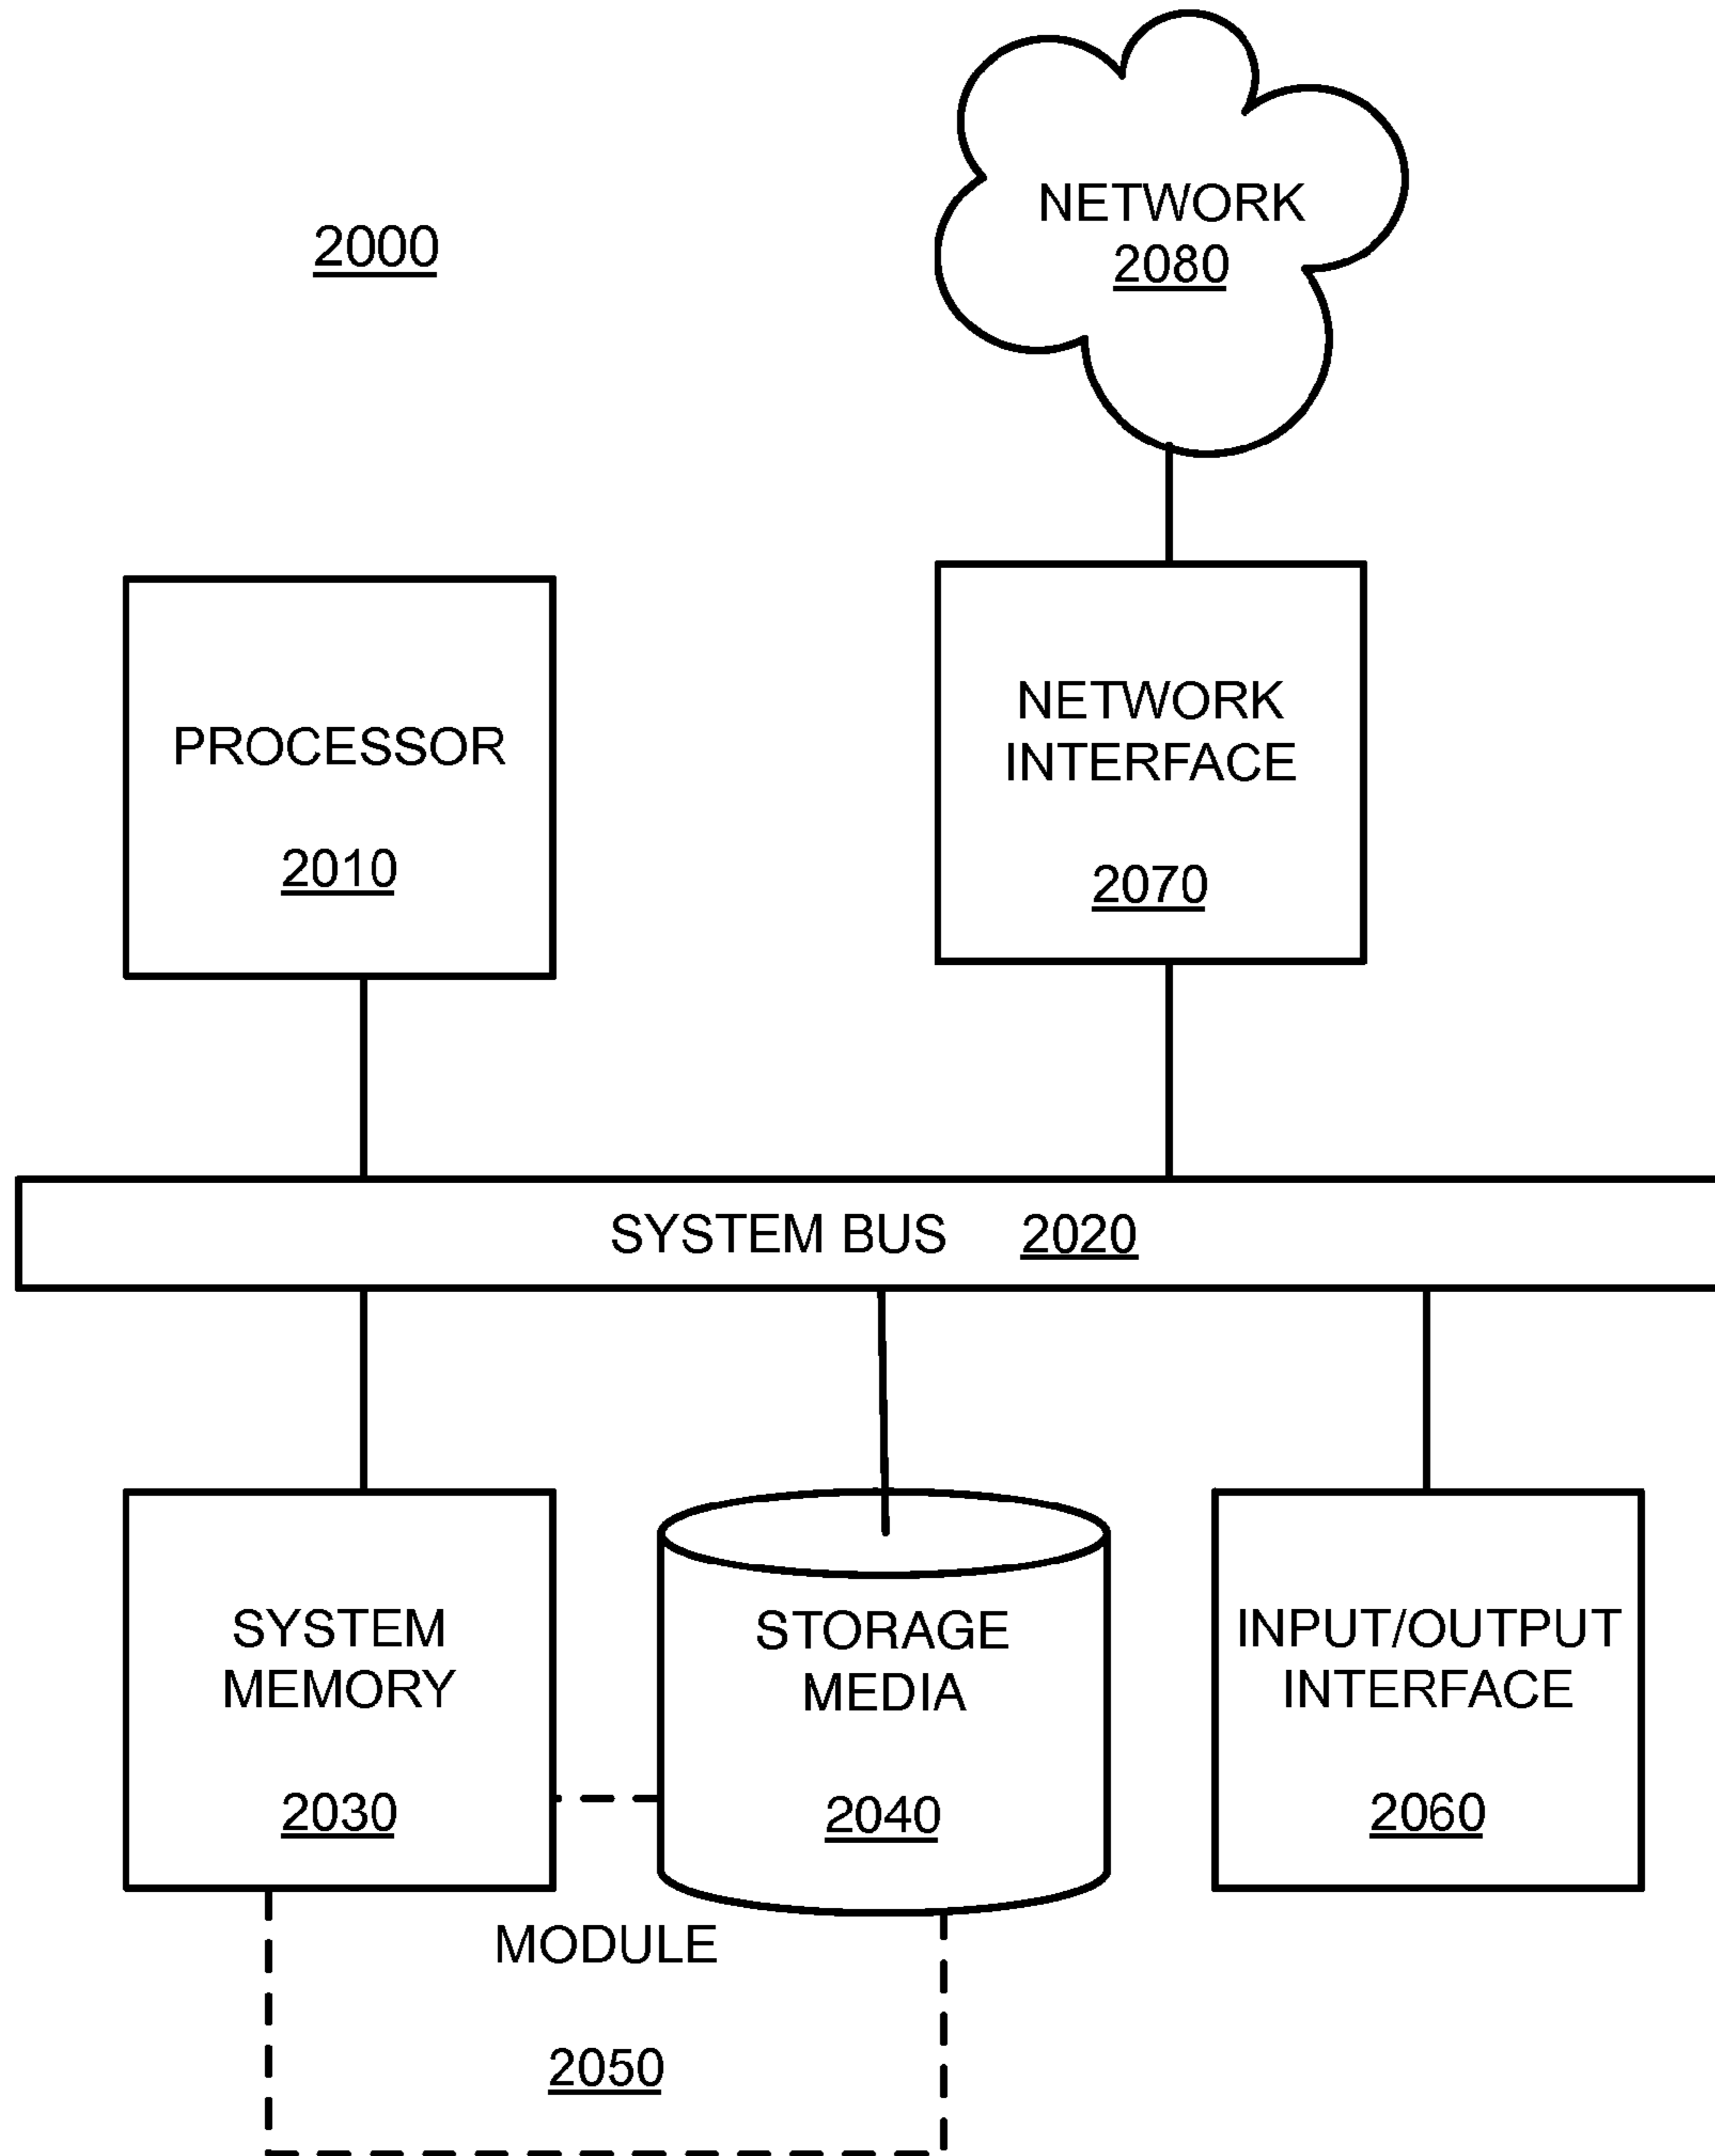 2000
NETWORK
2080
PROCESSOR
2010
NETWORK
INTERFACE
2070
SYSTEM BUS 2020
SYSTEM
MEMORY
2030
STORAGE
MEDIA
2040
INPUT/OUTPUT
INTERFACE
2060
MODULE
2050